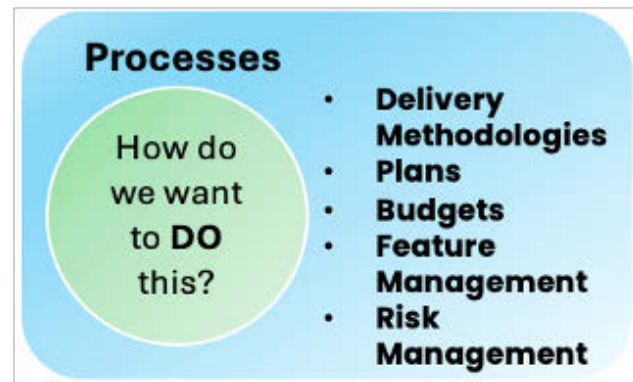 Processes
How do
we want
to DO
this?
• Delivery
Methodologies
• Plans
• Budgets
• Feature
Management
• Risk
Management